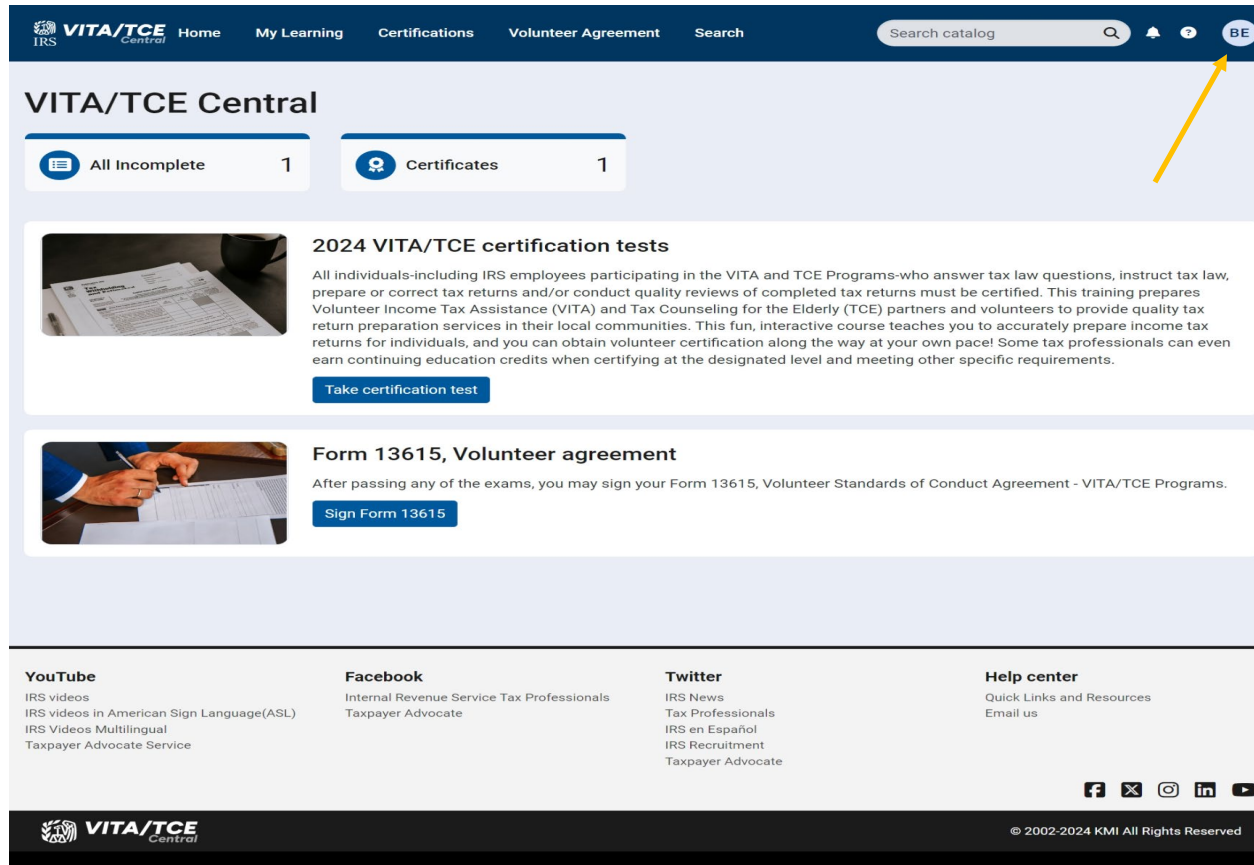 IRS VITA/TCE Central Home My Learning Certifications Volunteer Agreement Search Search catalog ? BE
VITA/TCE Central
All Incomplete 1
Certificates 1
2024 VITA/TCE certification tests
All individuals-including IRS employees participating in the VITA and TCE Programs-who answer tax law questions, instruct tax law,
prepare or correct tax returns and/or conduct quality reviews of completed tax returns must be certified. This training prepares
Volunteer Income Tax Assistance (VITA) and Tax Counseling for the Elderly (TCE) partners and volunteers to provide quality tax
return preparation services in their local communities. This fun, interactive course teaches you to accurately prepare income tax
returns for individuals, and you can obtain volunteer certification along the way at your own pace! Some tax professionals can even
earn continuing education credits when certifying at the designated level and meeting other specific requirements.
Take certification test
Form 13615, Volunteer agreement
After passing any of the exams, you may sign your Form 13615, Volunteer Standards of Conduct Agreement - VITA/TCE Programs.
Sign Form 13615
YouTube
IRS videos
IRS videos in American Sign Language(ASL)
IRS Videos Multilingual
Taxpayer Advocate Service
Facebook
Internal Revenue Service Tax Professionals
Taxpayer Advocate
Twitter
IRS News
Tax Professionals
IRS en Español
IRS Recruitment
Taxpayer Advocate
Help center
Quick Links and Resources
Email us
VITA/TCE Central
© 2002-2024 KMI All Rights Reserved